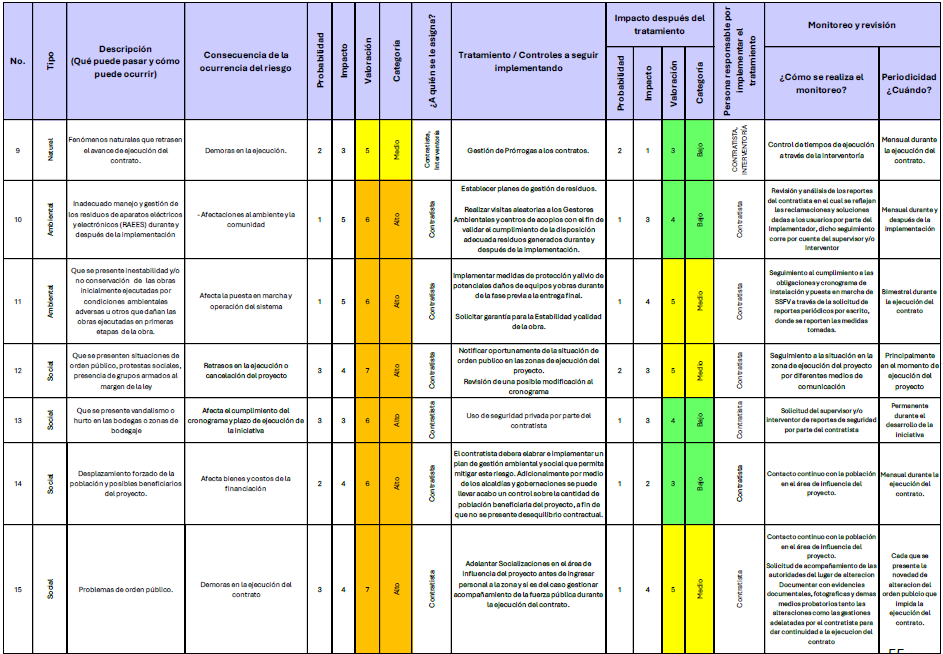 No.
Tipo
Descripción
(Qué puede pasar y cómo
puede ocurrir)
Consecuencia de la
ocurrencia del riesgo
Probabilidad
Impacto
Valoración
Categoría
¿A quién se le asigna?
Tratamiento / Controles a seguir
implementando
Impacto después del
tratamiento
Probabilidad
Impacto
Valoración
Categoría
Persona responsable por
implementar el
tratamiento
Monitoreo y revisión
¿Cómo se realiza el
monitoreo?
Periodicidad
¿Cuándo?
9
Natural
Fenómenos naturales que retrasen
el avance de ejecución del
contrato.
Demoras en la ejecución.
2
3
5
Medio
Contratista,
Interventoría
Gestión de Prórrogas a los contratos.
2
1
3
Bajo
CONTRATISTA,
INTERVENTORÍA
Control de tiempos de ejecución
a través de la Interventoría
Mensual durante
la ejecución del
contrato.
10
Ambiental
Inadecuado manejo y gestión de
los residuos de aparatos eléctricos
y electrónicos (RAEES) durante y
después de la implementación
- Afectaciones al ambiente y la
comunidad
1
5
6
Alto
Contratista
Establecer planes de gestión de residuos.
Realizar visitas aleatorias a los Gestores
Ambientales y centros de acopios con el fin de
validar el cumplimiento de la disposición
adecuada residuos generados durante y
después de la implementación.
1
3
4
Bajo
Contratista
Revisión y análisis de los reportes
del contratista en el cual se reflejan
las reclamaciones y soluciones
dadas a los usuarios por parte del
Implementador, dicho seguimiento
corre por cuenta del supervisor y/o
Interventor
Mensual durante y
después de la
implementación
11
Ambiental
Que se presente inestabilidad y/o
no conservación de las obras
inicialmente ejecutadas por
condiciones ambientales
adversas u otros que dañan las
obras ejecutadas en primeras
etapas de la obra.
Afecta la puesta en marcha y
operación del sistema
1
5
6
Alto
Contratista
Implementar medidas de protección y alivio de
potenciales daños de equipos y obras durante
la fase previa a la entrega final.
Solicitar garantía para la Estabilidad y calidad
de la obra.
1
4
5
Medio
Contratista
Seguimiento al cumplimiento a las
obligaciones y cronograma de
instalación y puesta en marcha de
SSFV a través de la solicitud de
reportes periódicos por escrito,
donde se reporten las medidas
tomadas.
Bimestral durante
la ejecución del
contrato
12
Social
Que se presenten situaciones de
orden público, protestas sociales,
presencia de grupos armados al
margen de la ley
Retrasos en la ejecución o
cancelación del proyecto
3
4
7
Alto
Contratista
Notificar oportunamente de la situación de
orden publico en las zonas de ejecución del
proyecto.
Revisión de una posible modificación al
cronograma
2
3
5
Medio
Contratista
Seguimiento a la situación en la
zona de ejecución del proyecto
por diferentes medios de
comunicación
Principalmente
en el momento de
ejecución del
proyecto
13
Social
Que se presente vandalismo o
hurto en las bodegas o zonas de
bodegaje
Afecta el cumplimiento del
cronograma y plazo de ejecución de
la iniciativa
3
3
6
Alto
Contratista
Uso de seguridad privada por parte del
contratista
1
3
4
Bajo
Contratista
Solicitud del supervisor y/o
interventor de reportes de seguridad
por parte del contratista
Permanente
durante el
desarrollo de la
iniciativa
14
Social
Desplazamiento forzado de la
población y posibles beneficiarios
del proyecto.
Afecta bienes y costos de la
financiación
2
4
6
Alto
Contratista
El contratista debera elabrar e implementar un
plan de gestión ambiental y social que permita
mitigar este riesgo. Adicionalmente por medio
de los alcaldías y gobernaciones se puede
llevar acabo un control sobre la cantidad de
población beneficiaria del proyecto, a fin de
que no se presente desequilibrio contractual.
1
2
3
Bajo
Contratista
Contacto continuo con la población
en el área de influencia del
proyecto.
Mensual durante la
ejecución del
contrato.
15
Social
Problemas de orden público.
Demoras en la ejecución del
contrato
3
4
7
Alto
Contratista
Adelantar Socializaciones en el área de
influencia del proyecto antes de ingresar
personal a la zona y si es del caso gestionar
acompañamiento de la fuerza pública durante
la ejecución del contrato.
1
4
5
Medio
Contratista
Contacto continuo con la población
en el área de influencia del
proyecto.
Solicitud de acompañamiento de las
autoridades del lugar de alteracion
Documentar con evidencias
documentales, fotograficas y demas
medios probatorios tento las
alteraciones como las gestiones
adelatadas por el contratista para
dar continuidad a la ejecucion del
contrato
Cada que se
presente la
novedad de
alteracion del
orden publcio que
impida la
ejecución del
contrato.